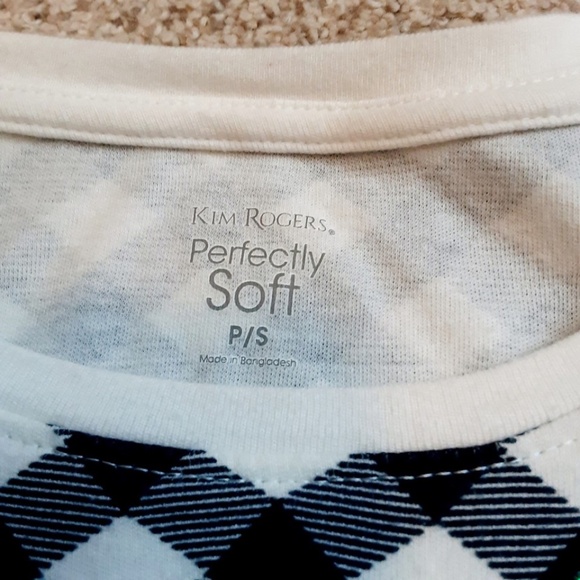 KIM ROGERS®
Perfectly
Soft
P/S
Made in Bangladesh